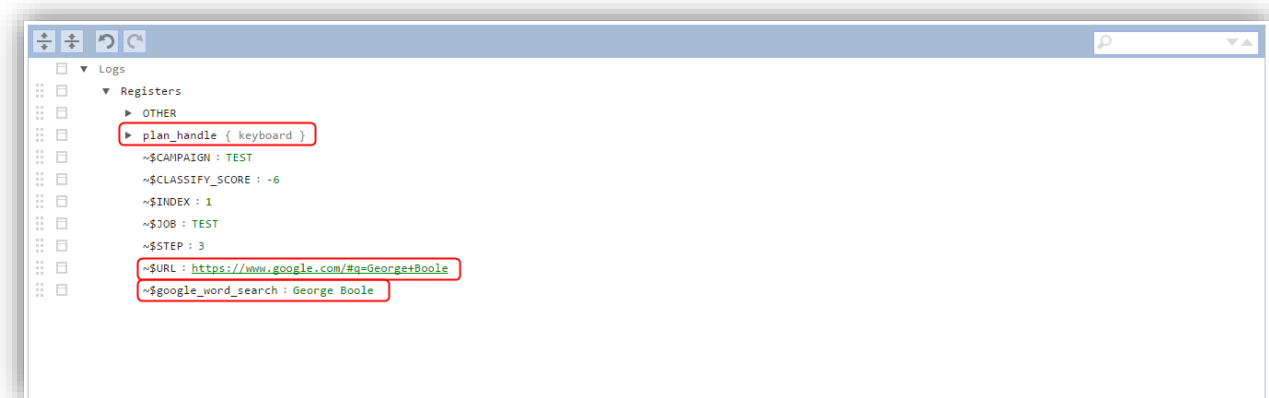 Logs
Registers
OTHER
plan_handle { keyboard }
~$CAMPAIGN : TEST
~$CLASSIFY_SCORE : -6
~$INDEX : 1
~$JOB : TEST
~$STEP : 3
~$URL : https://www.google.com/#q=George+Boole
~$google_word_search : George Boole